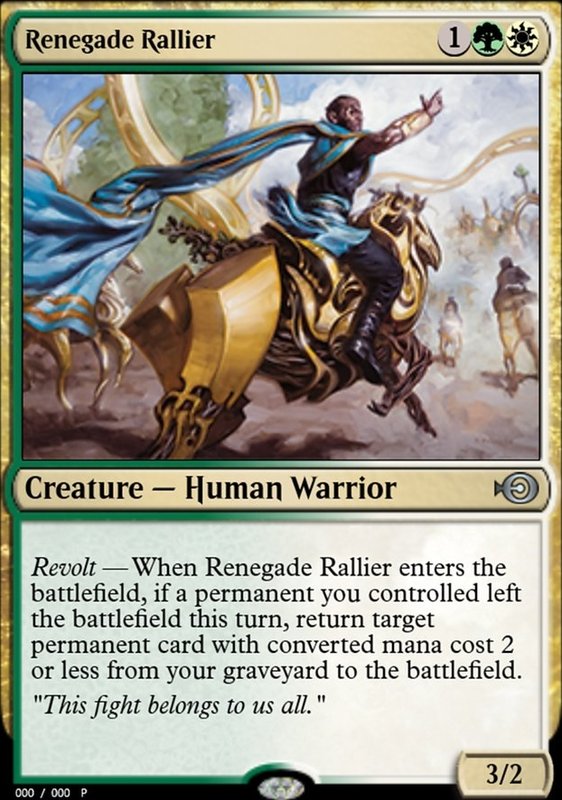 Renegade Rallier 1
Creature — Human Warrior
Revolt — When Renegade Rallier enters the
battlefield, if a permanent you controlled left
the battlefield this turn, return target
permanent card with converted mana cost 2
or less from your graveyard to the battlefield.
"This fight belongs to us all."
3/2
000 / 000 P